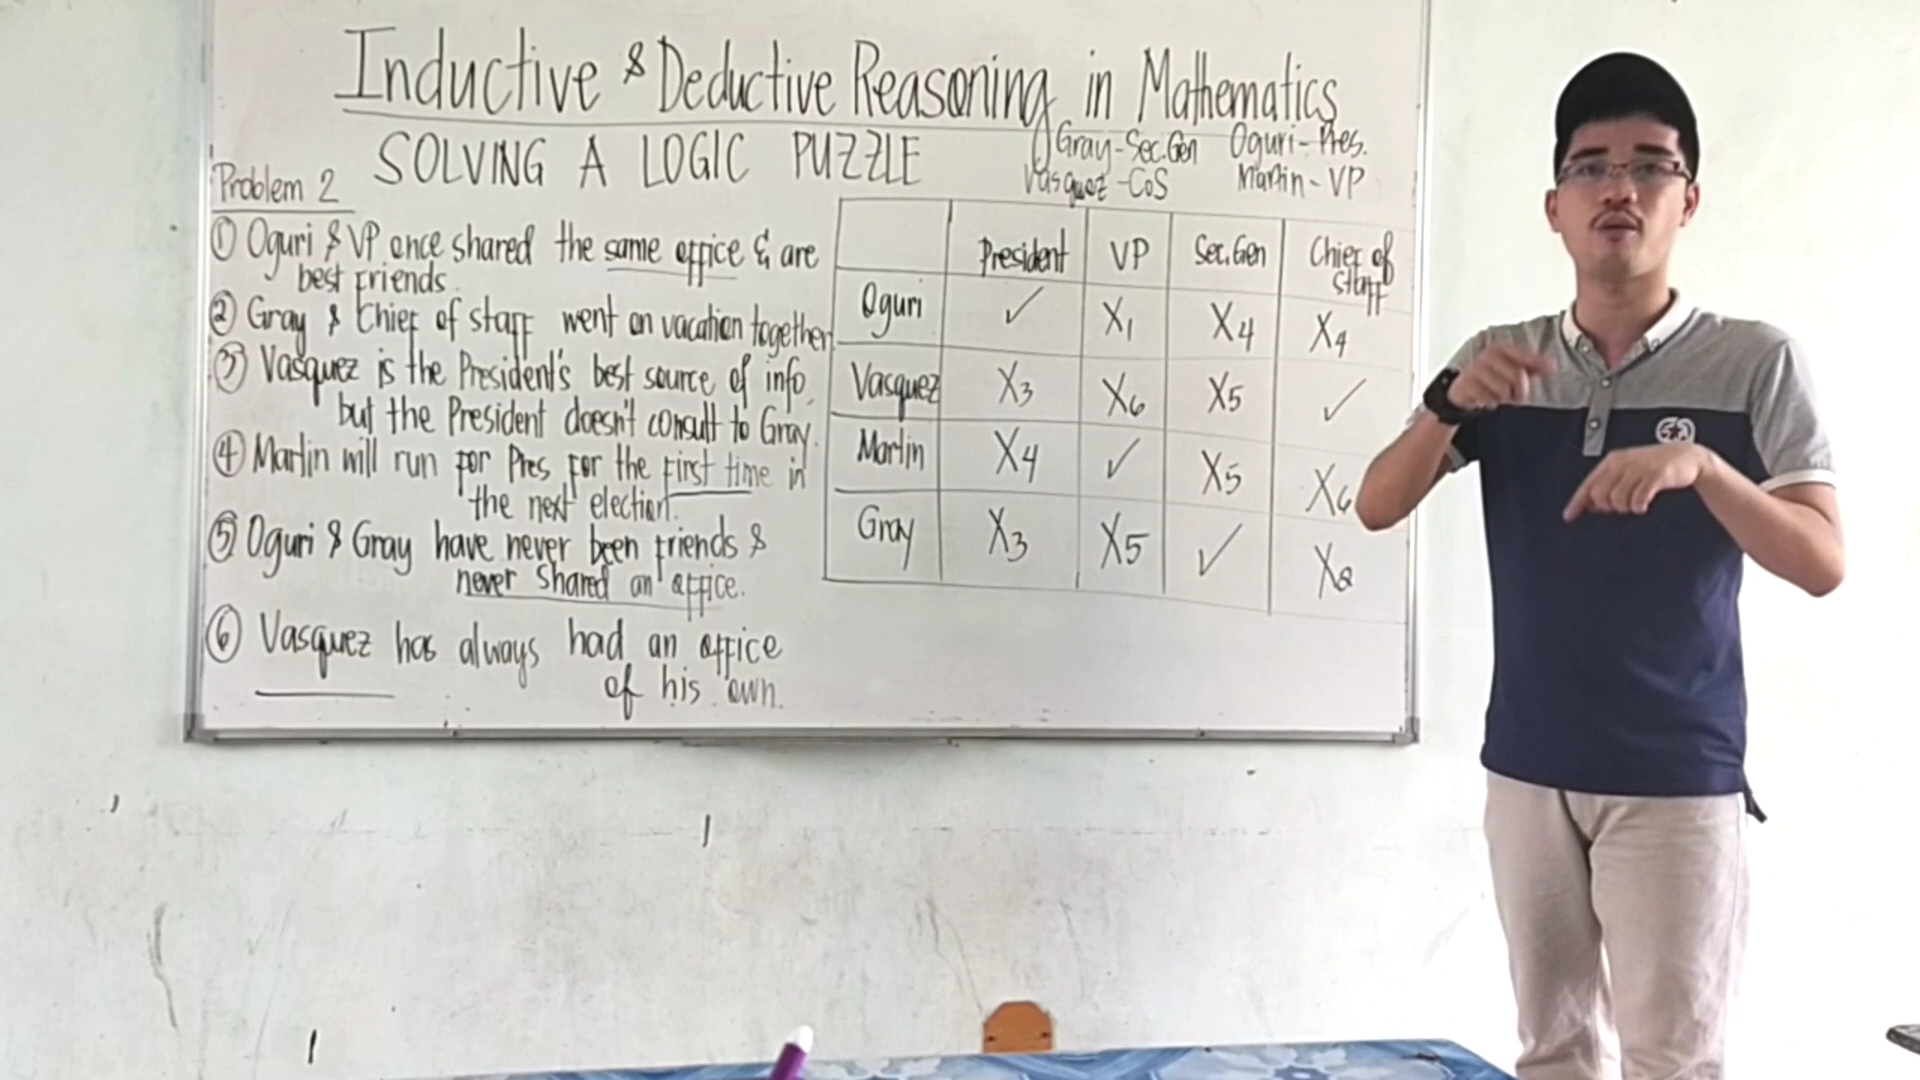 Inductive & Deductive Reasoning in Mathematics
SOLVING A LOGIC PUZZLE
Gray-Sec.Gen Oguri-Pres.
Vasquez-CoS Martin-VP
Problem 2
① Oguri & VP once shared the same office & are
best friends.
② Gray & Chief of staff went on vacation together
③ Vasquez is the President's best source of info,
but the President doesn't consult to Gray.
④ Martin will run for Pres for the first time in
the next election.
⑤ Oguri & Gray have never been friends &
never shared an office.
⑥ Vasquez has always had an office
of his own.
President VP Sec.Gen Chief of
Staff
Oguri ✓ X1 X4 X4
Vasquez X3 X6 X5 ✓
Martin X4 ✓ X5 X6
Gray X3 X5 ✓ X2